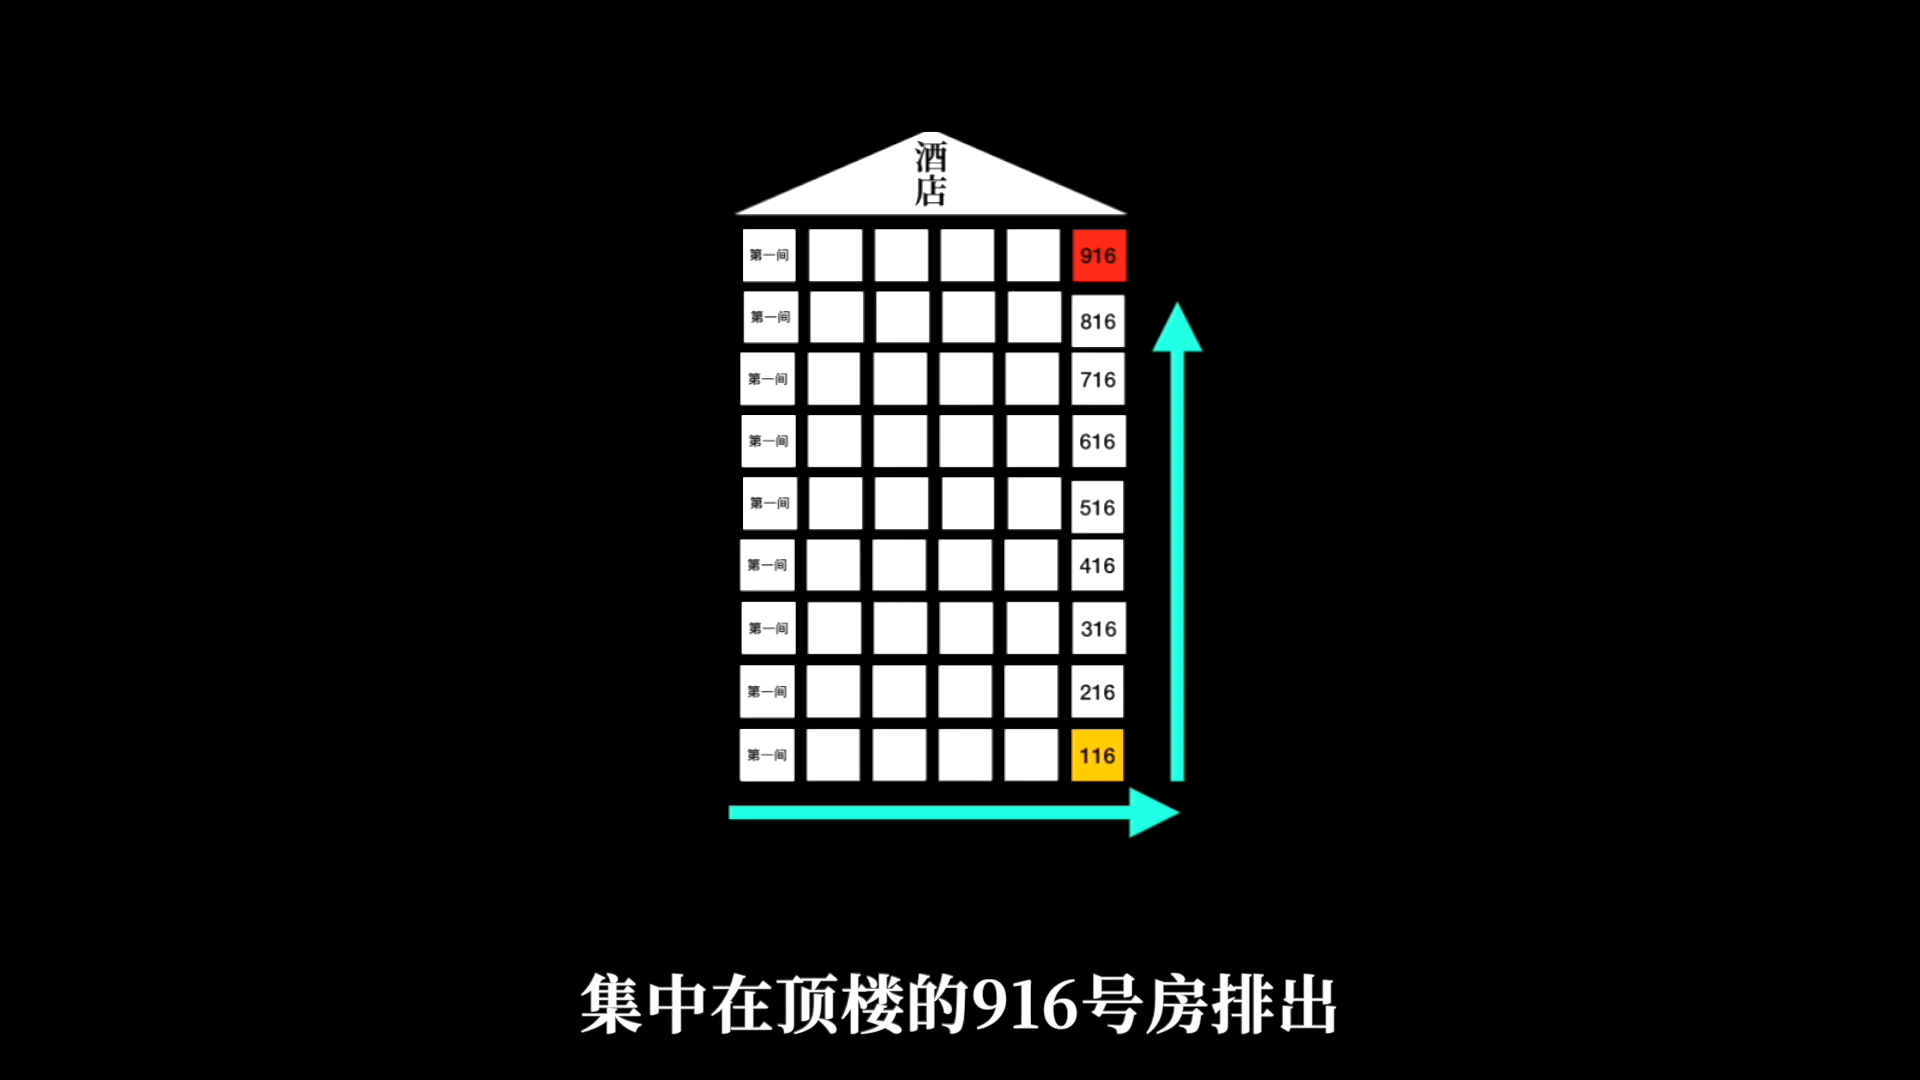 酒店
第一间 916
第一间 816
第一间 716
第一间 616
第一间 516
第一间 416
第一间 316
第一间 216
第一间 116
集中在顶楼的916号房排出